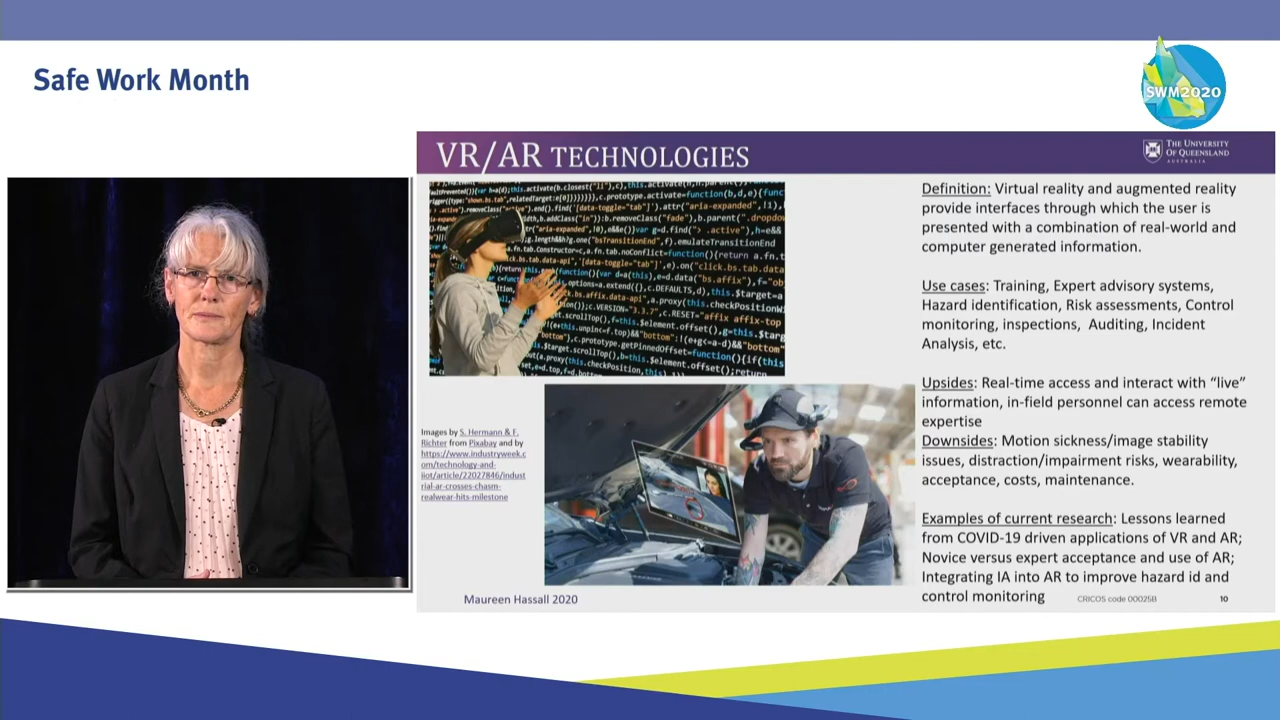 Safe Work Month
SWM2020
VR/AR TECHNOLOGIES
THE UNIVERSITY
OF QUEENSLAND
AUSTRALIA
Definition: Virtual reality and augmented reality
provide interfaces through which the user is
presented with a combination of real-world and
computer generated information.
Use cases: Training, Expert advisory systems,
Hazard identification, Risk assessments, Control
monitoring, inspections, Auditing, Incident
Analysis, etc.
Upsides: Real-time access and interact with “live”
information, in-field personnel can access remote
expertise
Downsides: Motion sickness/image stability
issues, distraction/impairment risks, wearability,
acceptance, costs, maintenance.
Examples of current research: Lessons learned
from COVID-19 driven applications of VR and AR;
Novice versus expert acceptance and use of AR;
Integrating IA into AR to improve hazard id and
control monitoring
Images by S. Hermann & F.
Richter from Pixabay and by
https://www.industryweek.c
om/technology-and-
iiot/article/22027846/indust
rial-ar-crosses-chasm-
realwear-hits-milestone
Maureen Hassall 2020
CRICOS code 00025B
10